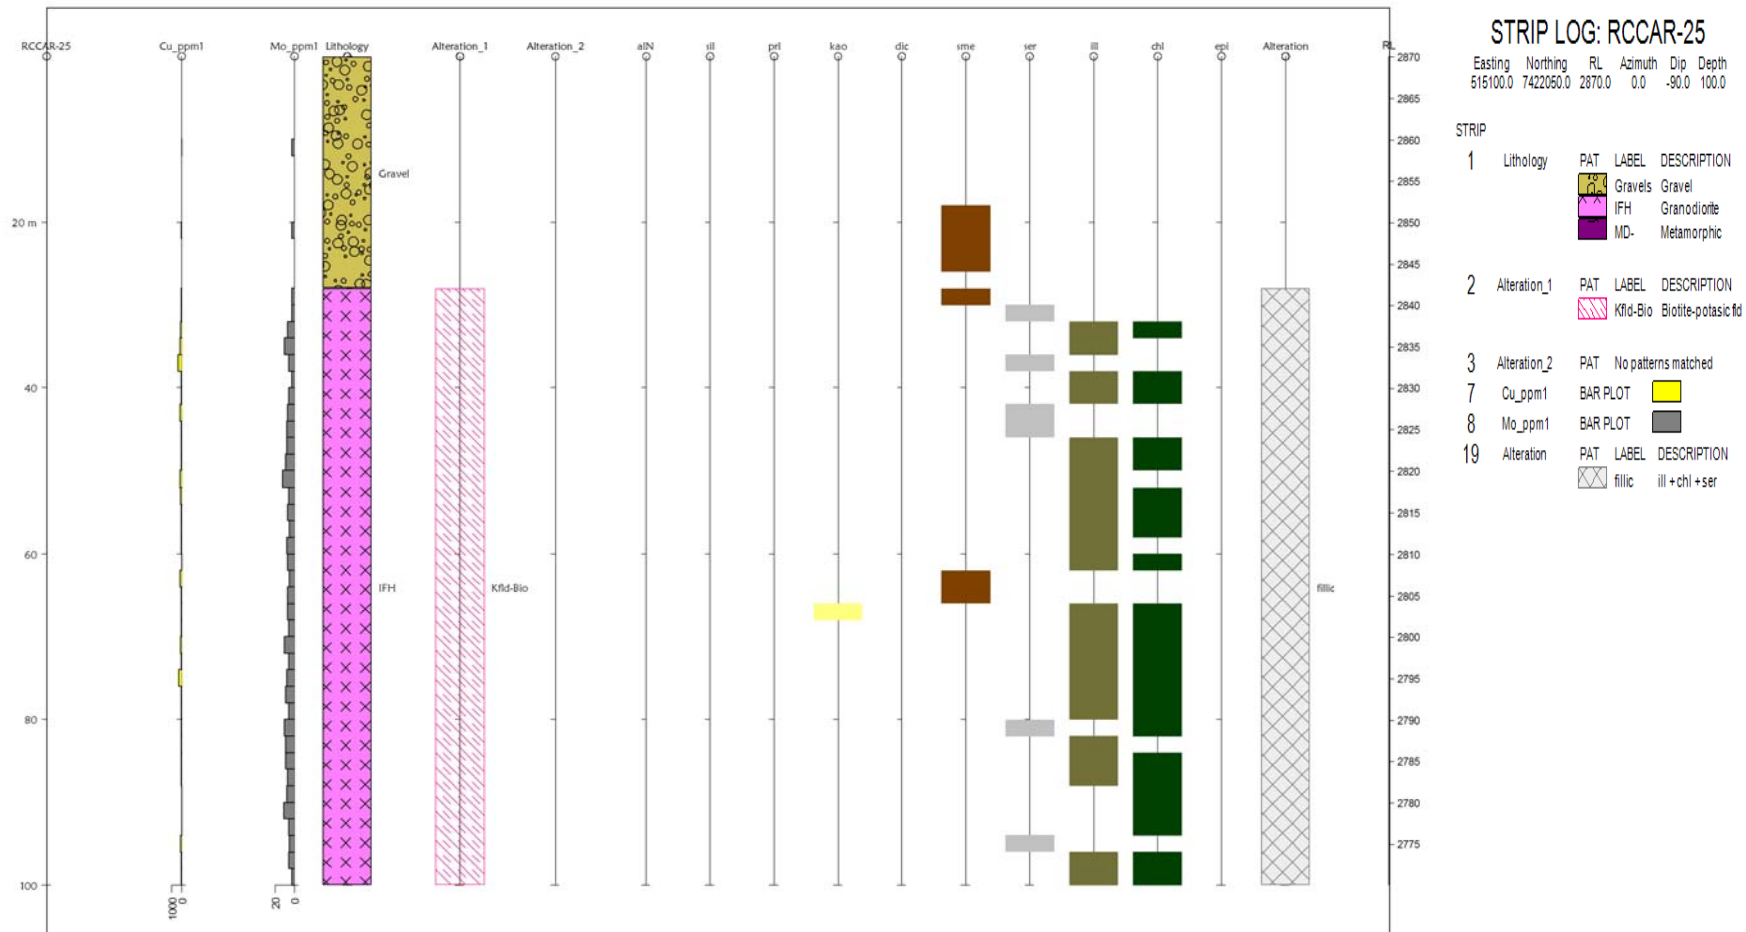 RCCAR-25 Cu_ppm1 Mo_ppm1 Lithology Alteration_1 Alteration_2 alN sil prl kao dic sme ser ill chl epi Alteration RL
20 m
40
60
80
100
1000 0
20 0
Gravel
IFH
Kfld-Bio
fillic
2870
2865
2860
2855
2850
2845
2840
2835
2830
2825
2820
2815
2810
2805
2800
2795
2790
2785
2780
2775
STRIP LOG: RCCAR-25
Easting Northing RL Azimuth Dip Depth
515100.0 7422050.0 2870.0 0.0 -90.0 100.0
STRIP
1 Lithology PAT LABEL DESCRIPTION
Gravels Gravel
IFH Granodiorite
MD- Metamorphic
2 Alteration_1 PAT LABEL DESCRIPTION
Kfld-Bio Biotite-potasic fld
3 Alteration_2 PAT No patterns matched
7 Cu_ppm1 BAR PLOT
8 Mo_ppm1 BAR PLOT
19 Alteration PAT LABEL DESCRIPTION
fillic ill +chl +ser